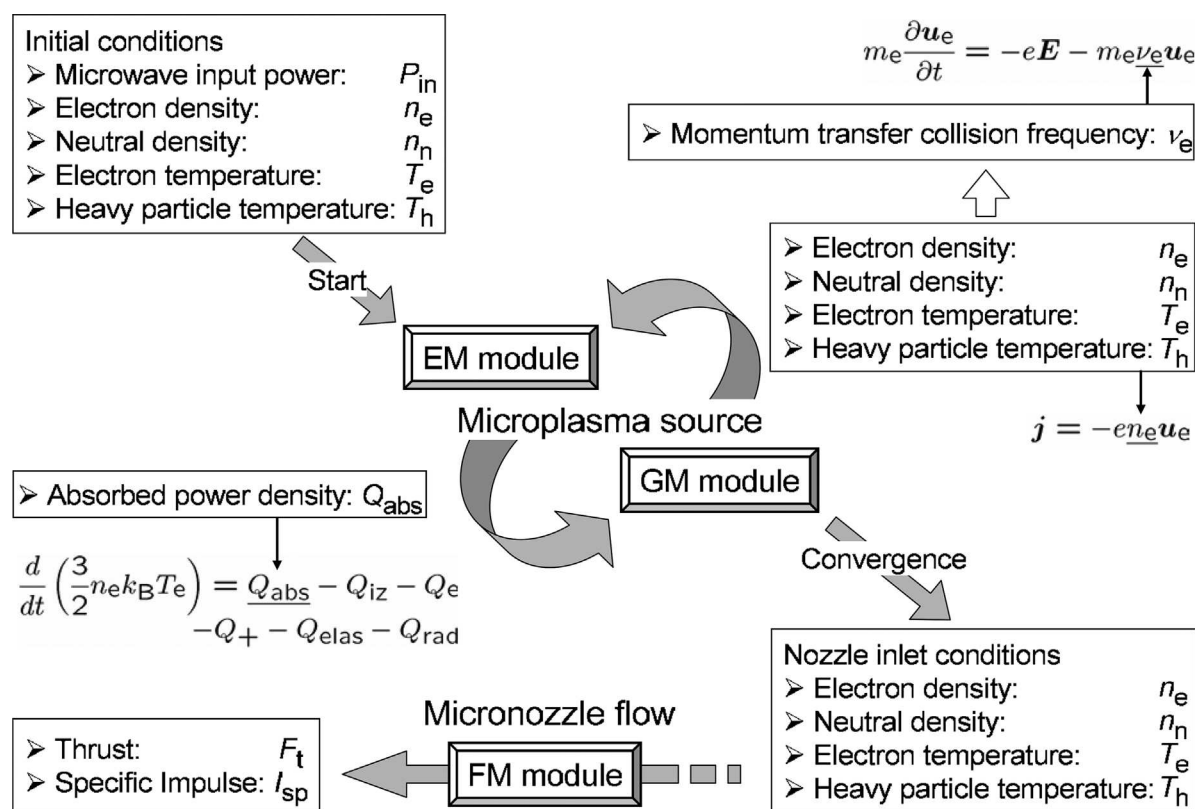 Initial conditions
➢ Microwave input power: P_in
➢ Electron density: n_e
➢ Neutral density: n_n
➢ Electron temperature: T_e
➢ Heavy particle temperature: T_h
Start
m_e ∂u_e/∂t = −eE − m_e ν_e u_e
➢ Momentum transfer collision frequency: ν_e
➢ Electron density: n_e
➢ Neutral density: n_n
➢ Electron temperature: T_e
➢ Heavy particle temperature: T_h
j = −e n_e u_e
EM module
Microplasma source
GM module
➢ Absorbed power density: Q_abs
d/dt (3/2 n_e k_B T_e) = Q_abs − Q_iz − Q_e
−Q_+ − Q_elas − Q_rad
Convergence
Nozzle inlet conditions
➢ Electron density: n_e
➢ Neutral density: n_n
➢ Electron temperature: T_e
➢ Heavy particle temperature: T_h
Micronozzle flow
FM module
➢ Thrust: F_t
➢ Specific Impulse: I_sp